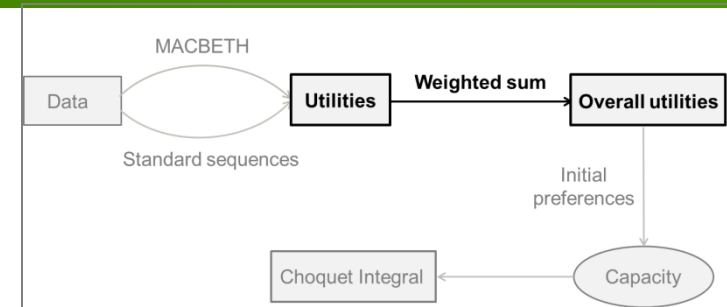 MACBETH
Data
Utilities
Weighted sum
Overall utilities
Standard sequences
Initial
preferences
Choquet Integral
Capacity